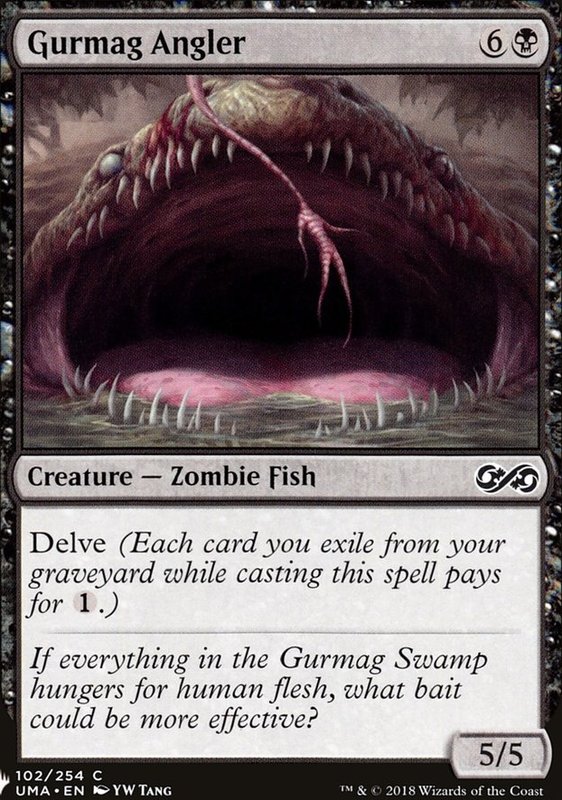 Gurmag Angler 6
Creature — Zombie Fish
Delve (Each card you exile from your
graveyard while casting this spell pays
for 1.)
If everything in the Gurmag Swamp
hungers for human flesh, what bait
could be more effective?
5/5
102/254 C
UMA • EN YW Tang
™ & © 2018 Wizards of the Coast